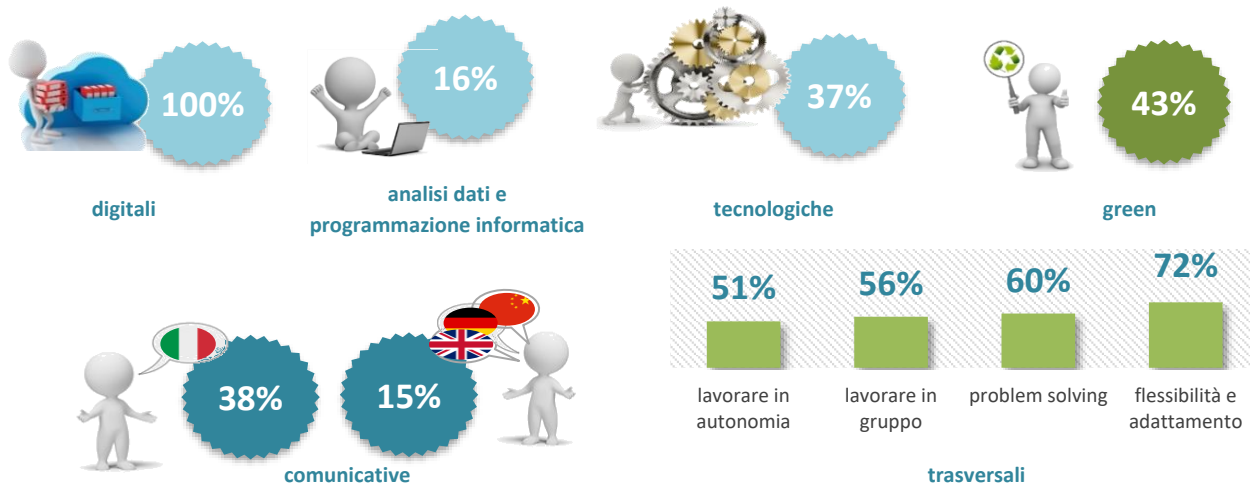 100%
16%
37%
43%
digitali
analisi dati e
programmazione informatica
tecnologiche
green
38%
15%
comunicative
51%
56%
60%
72%
lavorare in
autonomia
lavorare in
gruppo
problem solving
flessibilità e
adattamento
trasversali